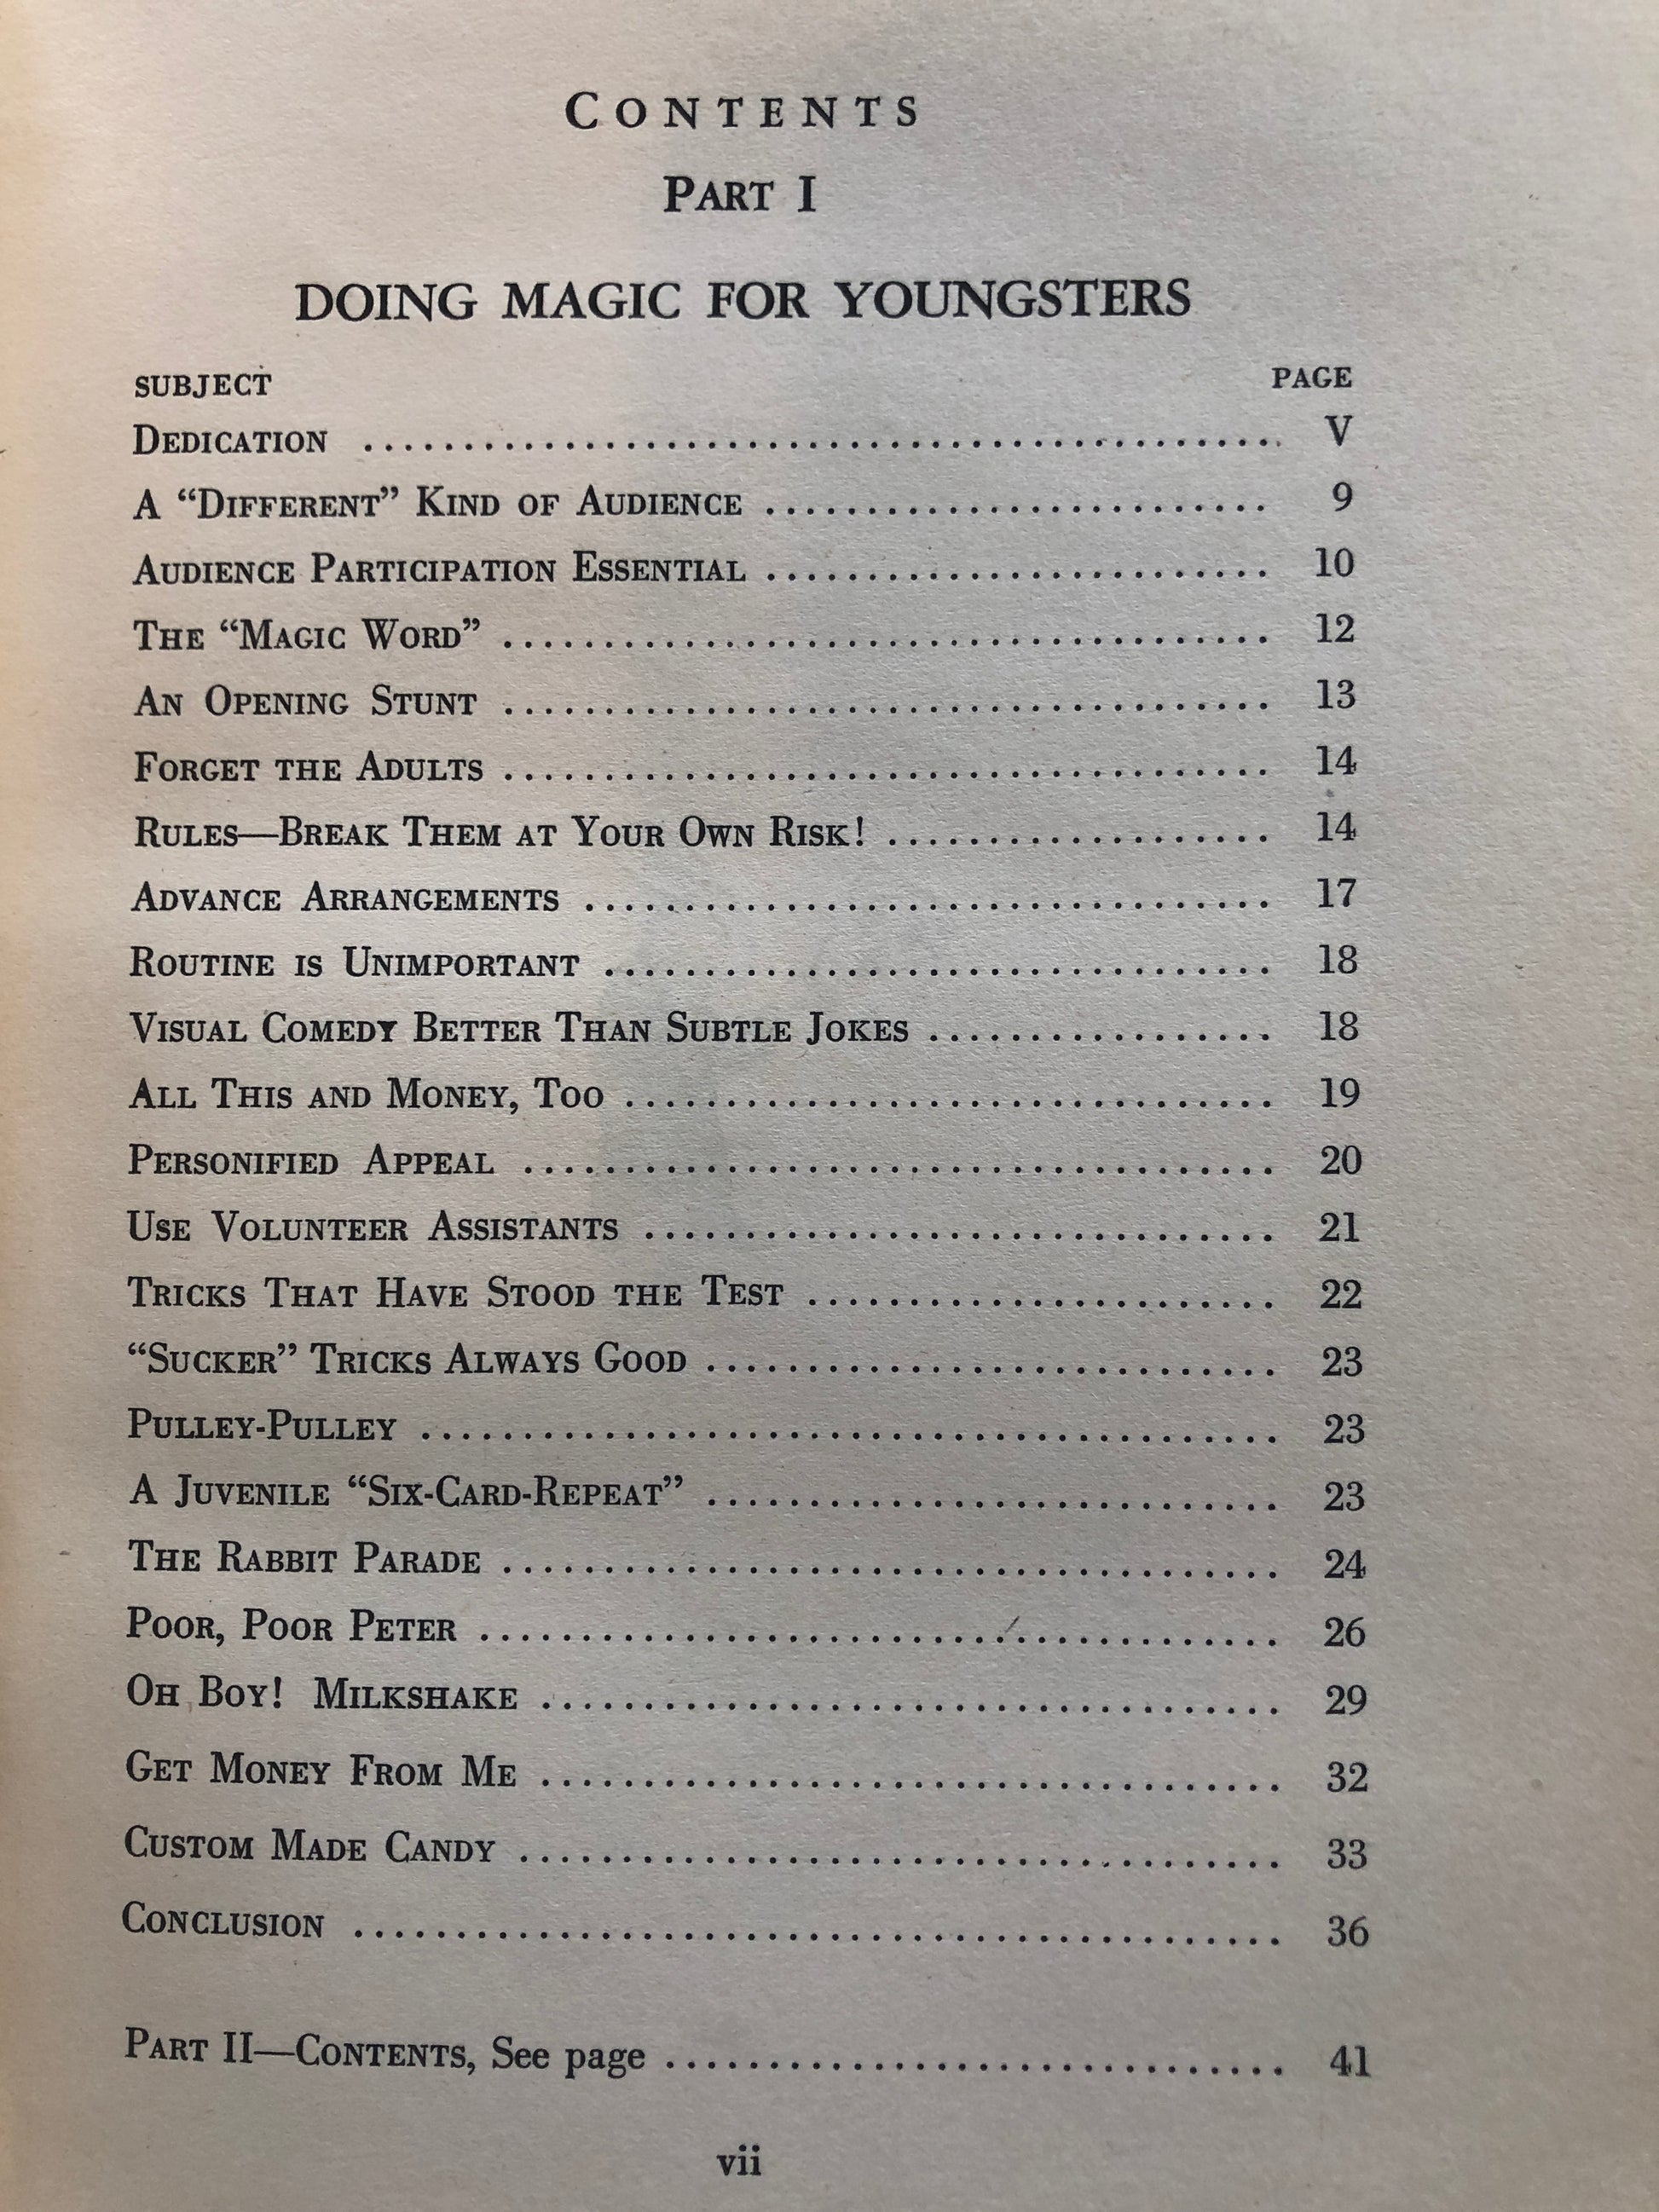 CONTENTS
PART I
DOING MAGIC FOR YOUNGSTERS
SUBJECT PAGE
DEDICATION .............................................. V
A “DIFFERENT” KIND OF AUDIENCE ......................... 9
AUDIENCE PARTICIPATION ESSENTIAL ......................... 10
THE “MAGIC WORD” ...................................... 12
AN OPENING STUNT ...................................... 13
FORGET THE ADULTS ...................................... 14
RULES—BREAK THEM AT YOUR OWN RISK! ................... 14
ADVANCE ARRANGEMENTS .................................. 17
ROUTINE IS UNIMPORTANT ................................. 18
VISUAL COMEDY BETTER THAN SUBTLE JOKES ................. 18
ALL THIS AND MONEY, TOO ................................ 19
PERSONIFIED APPEAL ..................................... 20
USE VOLUNTEER ASSISTANTS ............................... 21
TRICKS THAT HAVE STOOD THE TEST ....................... 22
“SUCKER” TRICKS ALWAYS GOOD ............................ 23
PULLEY-PULLEY .......................................... 23
A JUVENILE “SIX-CARD-REPEAT” ............................ 23
THE RABBIT PARADE ...................................... 24
POOR, POOR PETER ....................................... 26
OH BOY! MILKSHAKE ..................................... 29
GET MONEY FROM ME ..................................... 32
CUSTOM MADE CANDY ...................................... 33
CONCLUSION .............................................. 36
PART II—CONTENTS, See page ............................... 41
vii